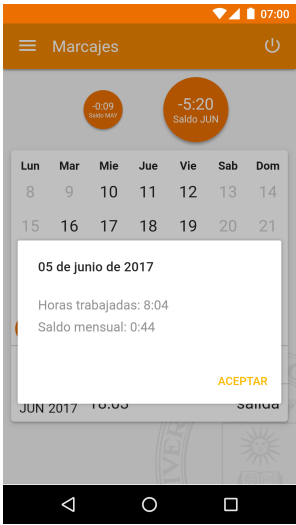 07:00
Marcajes
-0:09
Saldo MAY
-5:20
Saldo JUN
Lun Mar Mie Jue Vie Sab Dom
8 9 10 11 12 13 14
15 16 17 18 19 20 21
05 de junio de 2017
Horas trabajadas: 8:04
Saldo mensual: 0:44
ACEPTAR
JUN 2017 18:05 salida